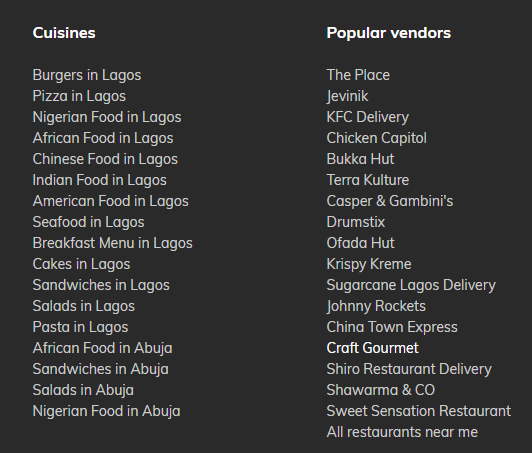 Cuisines
Burgers in Lagos
Pizza in Lagos
Nigerian Food in Lagos
African Food in Lagos
Chinese Food in Lagos
Indian Food in Lagos
American Food in Lagos
Seafood in Lagos
Breakfast Menu in Lagos
Cakes in Lagos
Sandwiches in Lagos
Salads in Lagos
Pasta in Lagos
African Food in Abuja
Sandwiches in Abuja
Salads in Abuja
Nigerian Food in Abuja
Popular vendors
The Place
Jevinik
KFC Delivery
Chicken Capitol
Bukka Hut
Terra Kulture
Casper & Gambini's
Drumstix
Ofada Hut
Krispy Kreme
Sugarcane Lagos Delivery
Johnny Rockets
China Town Express
Craft Gourmet
Shiro Restaurant Delivery
Shawarma & CO
Sweet Sensation Restaurant
All restaurants near me